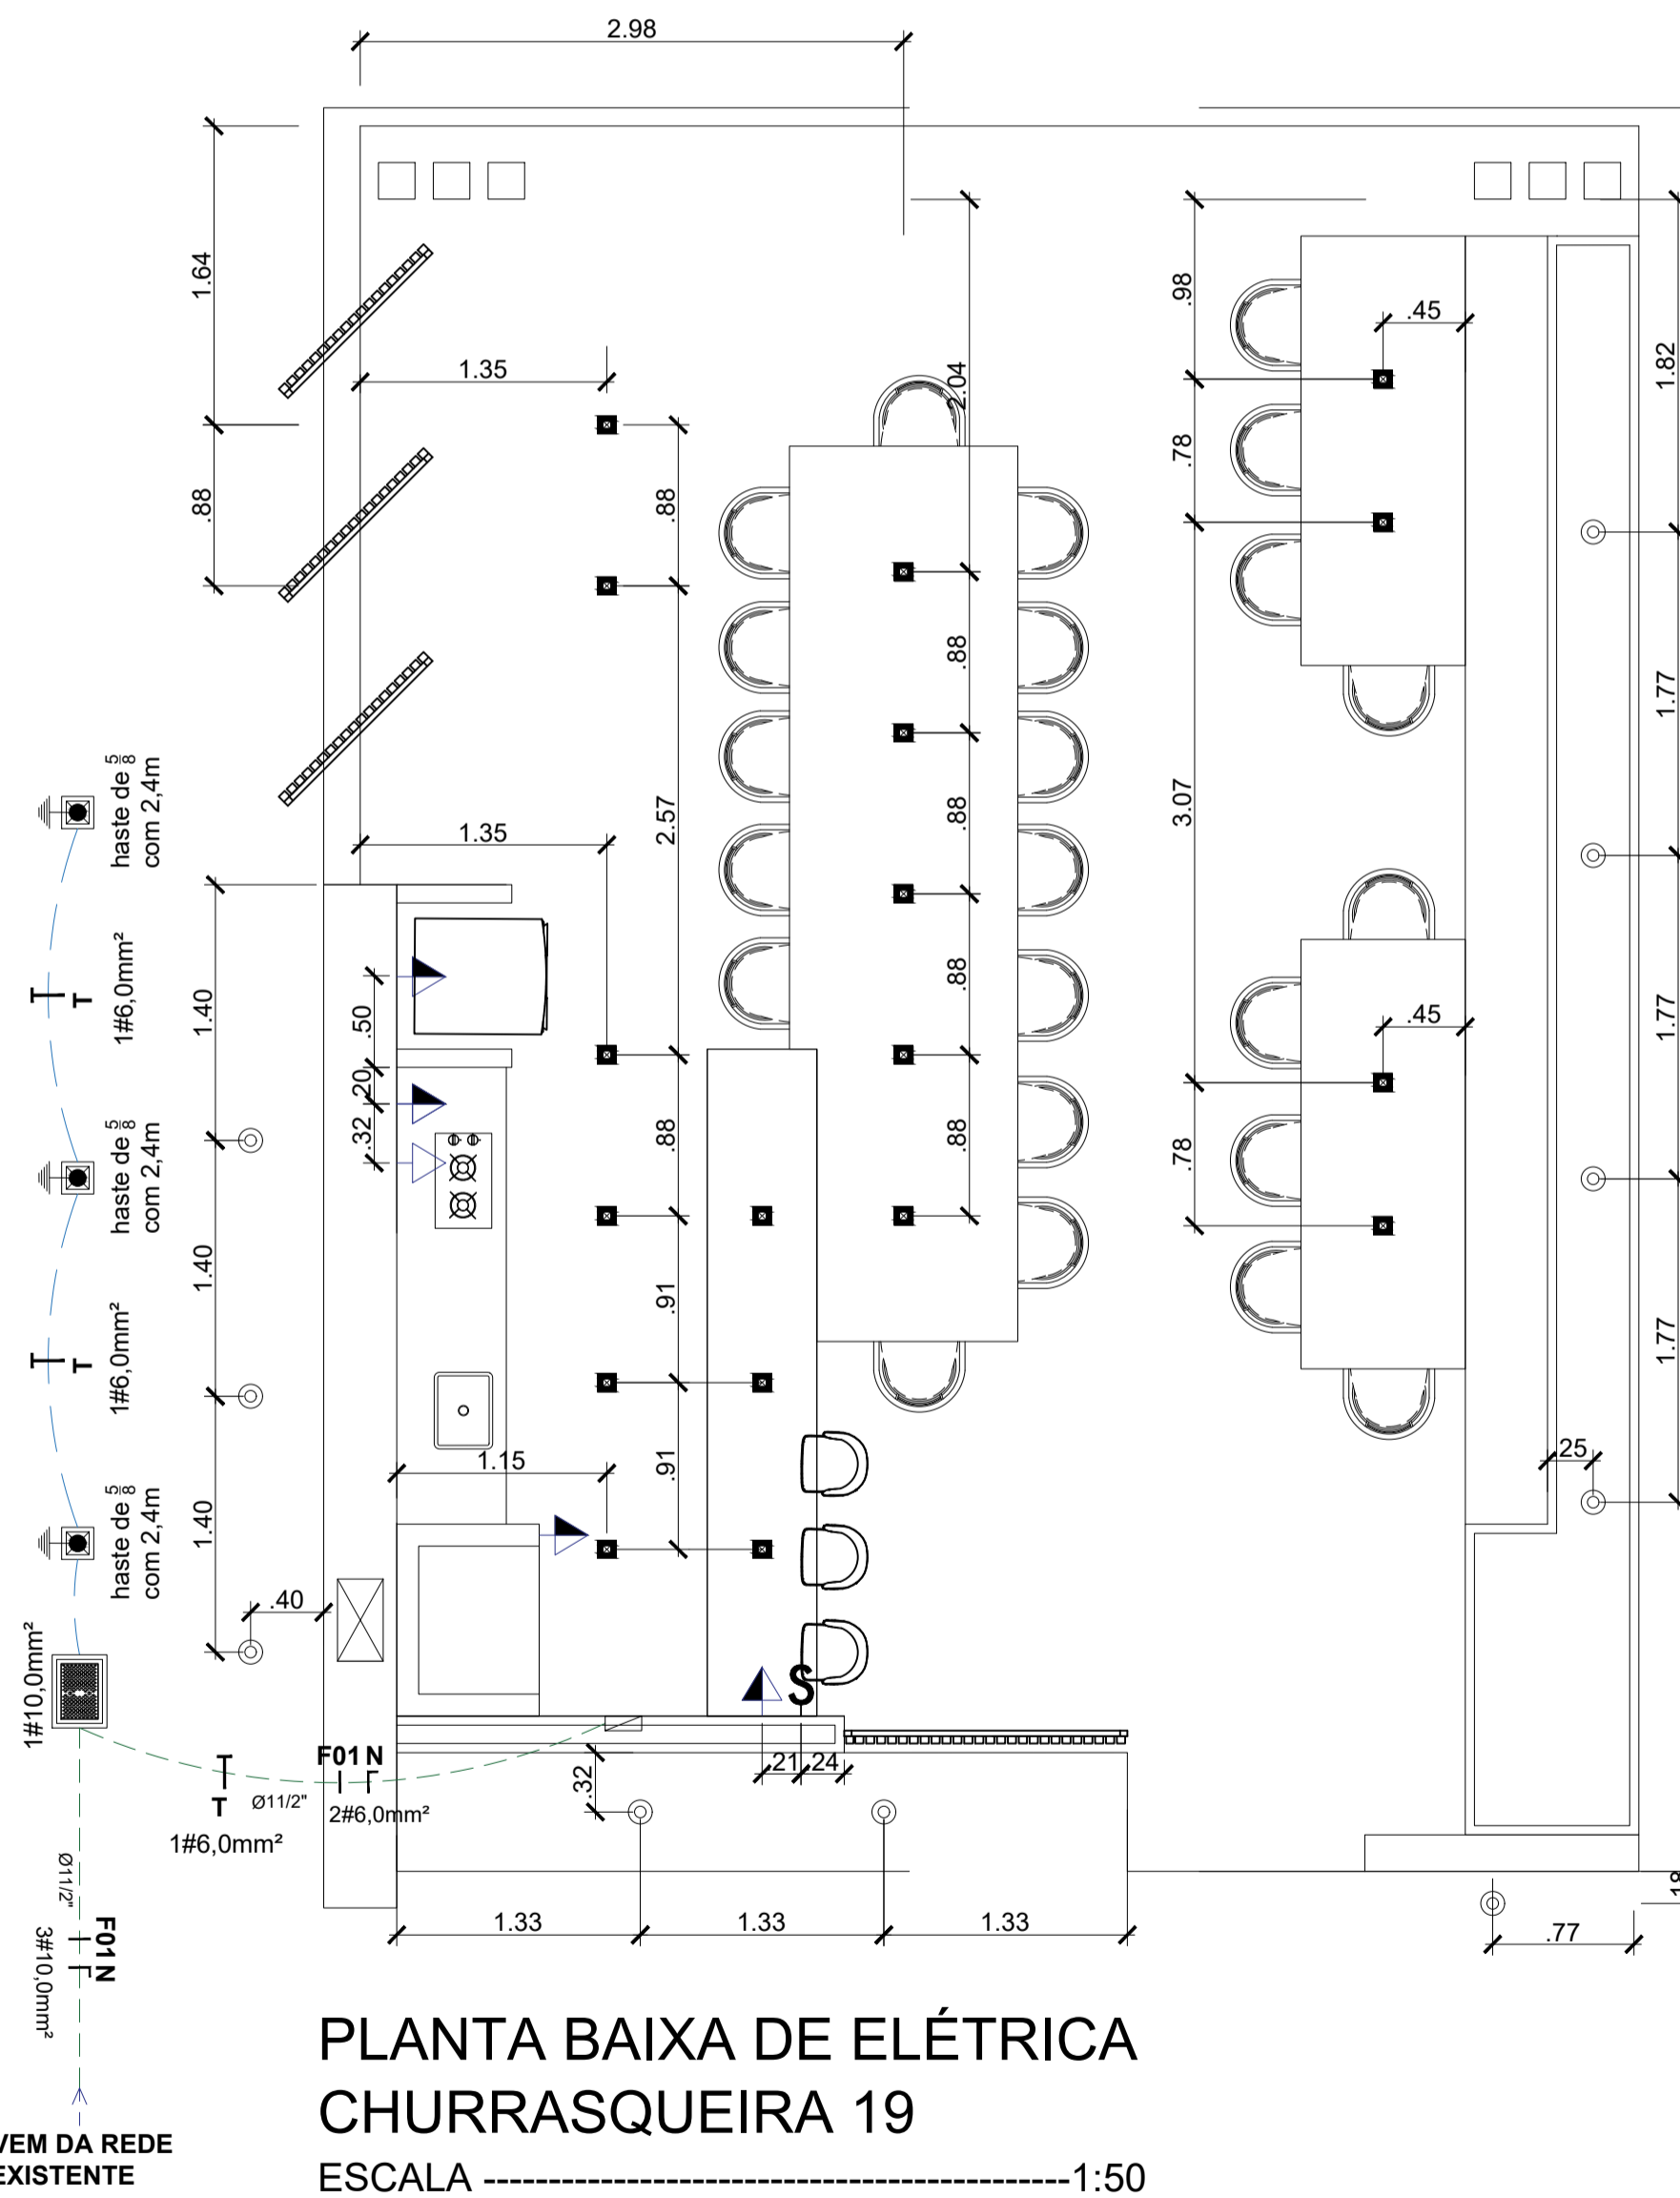 2.98
1.64
.88
1.35
.88
2.57
1.35
2.04
.88
.88
.88
.88
.98
.45
.78
3.07
.45
.78
1.82
1.77
1.77
1.77
1.77
25
haste de 5/8
com 2,4m
1#6,0mm²
T
T
haste de 5/8
com 2,4m
1#6,0mm²
T
T
haste de 5/8
com 2,4m
1#10,0mm²
1.40
1.40
1.40
.40
.50
.20
.32
.88
.91
.91
1.15
S
.21
.24
.32
F01 N
T
T
Ø11/2"
2#6,0mm²
1#6,0mm²
Ø11/2"
F01 N
3#10,0mm²
1.33
1.33
1.33
.77
18
VEM DA REDE
EXISTENTE
PLANTA BAIXA DE ELÉTRICA
CHURRASQUEIRA 19
ESCALA ---------------------------------------------1:50